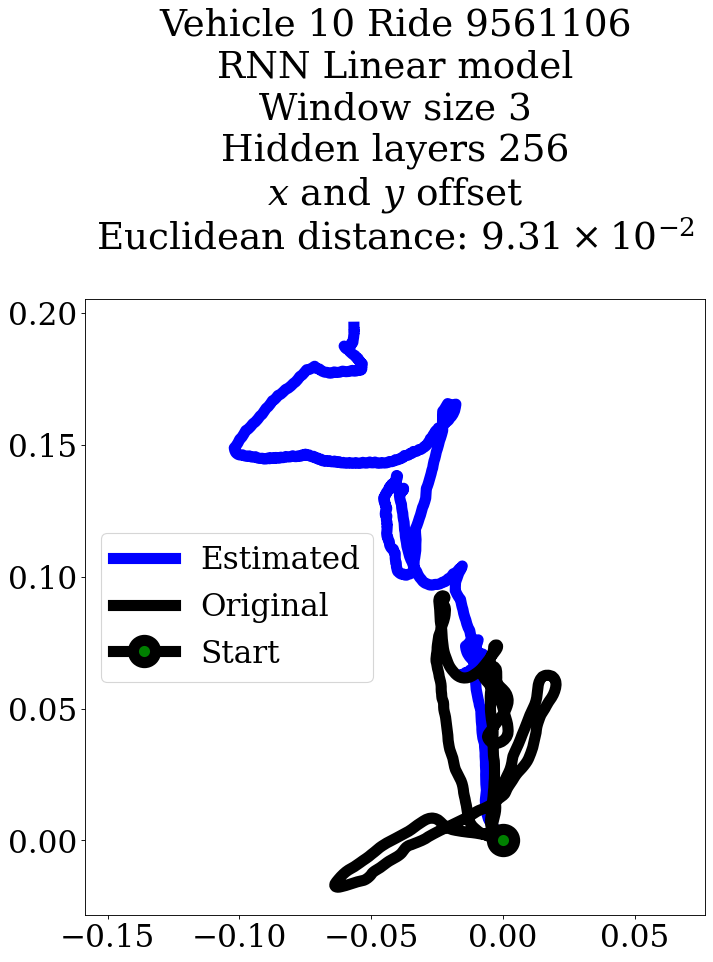 Vehicle 10 Ride 9561106
RNN Linear model
Window size 3
Hidden layers 256
x and y offset
Euclidean distance: 9.31 × 10⁻²
0.20
0.15
0.10
0.05
0.00
Estimated
Original
Start
−0.15 −0.10 −0.05 0.00 0.05